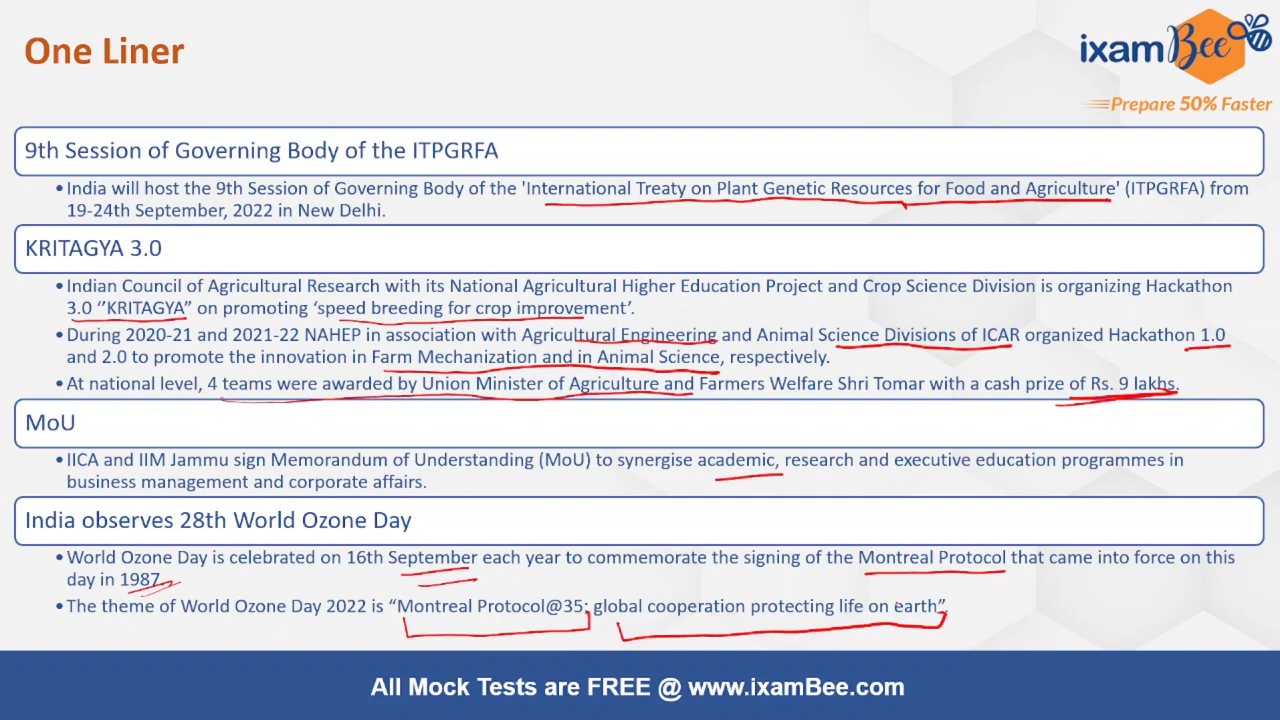 One Liner
ixamBee
Prepare 50% Faster
9th Session of Governing Body of the ITPGRFA
•India will host the 9th Session of Governing Body of the 'International Treaty on Plant Genetic Resources for Food and Agriculture' (ITPGRFA) from
19-24th September, 2022 in New Delhi.
KRITAGYA 3.0
•Indian Council of Agricultural Research with its National Agricultural Higher Education Project and Crop Science Division is organizing Hackathon
3.0 ‘’KRITAGYA” on promoting ‘speed breeding for crop improvement’.
•During 2020-21 and 2021-22 NAHEP in association with Agricultural Engineering and Animal Science Divisions of ICAR organized Hackathon 1.0
and 2.0 to promote the innovation in Farm Mechanization and in Animal Science, respectively.
•At national level, 4 teams were awarded by Union Minister of Agriculture and Farmers Welfare Shri Tomar with a cash prize of Rs. 9 lakhs.
MoU
•IICA and IIM Jammu sign Memorandum of Understanding (MoU) to synergise academic, research and executive education programmes in
business management and corporate affairs.
India observes 28th World Ozone Day
•World Ozone Day is celebrated on 16th September each year to commemorate the signing of the Montreal Protocol that came into force on this
day in 1987.
•The theme of World Ozone Day 2022 is “Montreal Protocol@35: global cooperation protecting life on earth”
All Mock Tests are FREE @ www.ixamBee.com